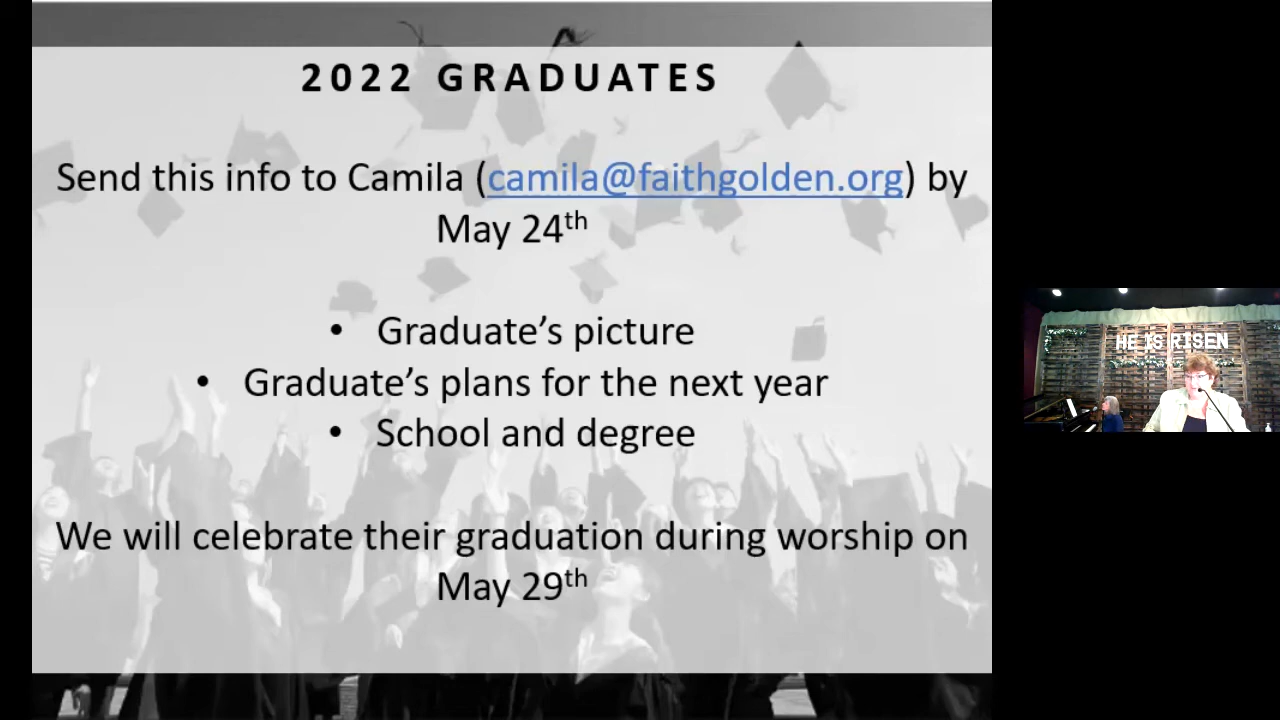 2022 GRADUATES
Send this info to Camila (camila@faithgolden.org) by
May 24th
• Graduate's picture
• Graduate's plans for the next year
• School and degree
We will celebrate their graduation during worship on
May 29th
HE IS RISEN